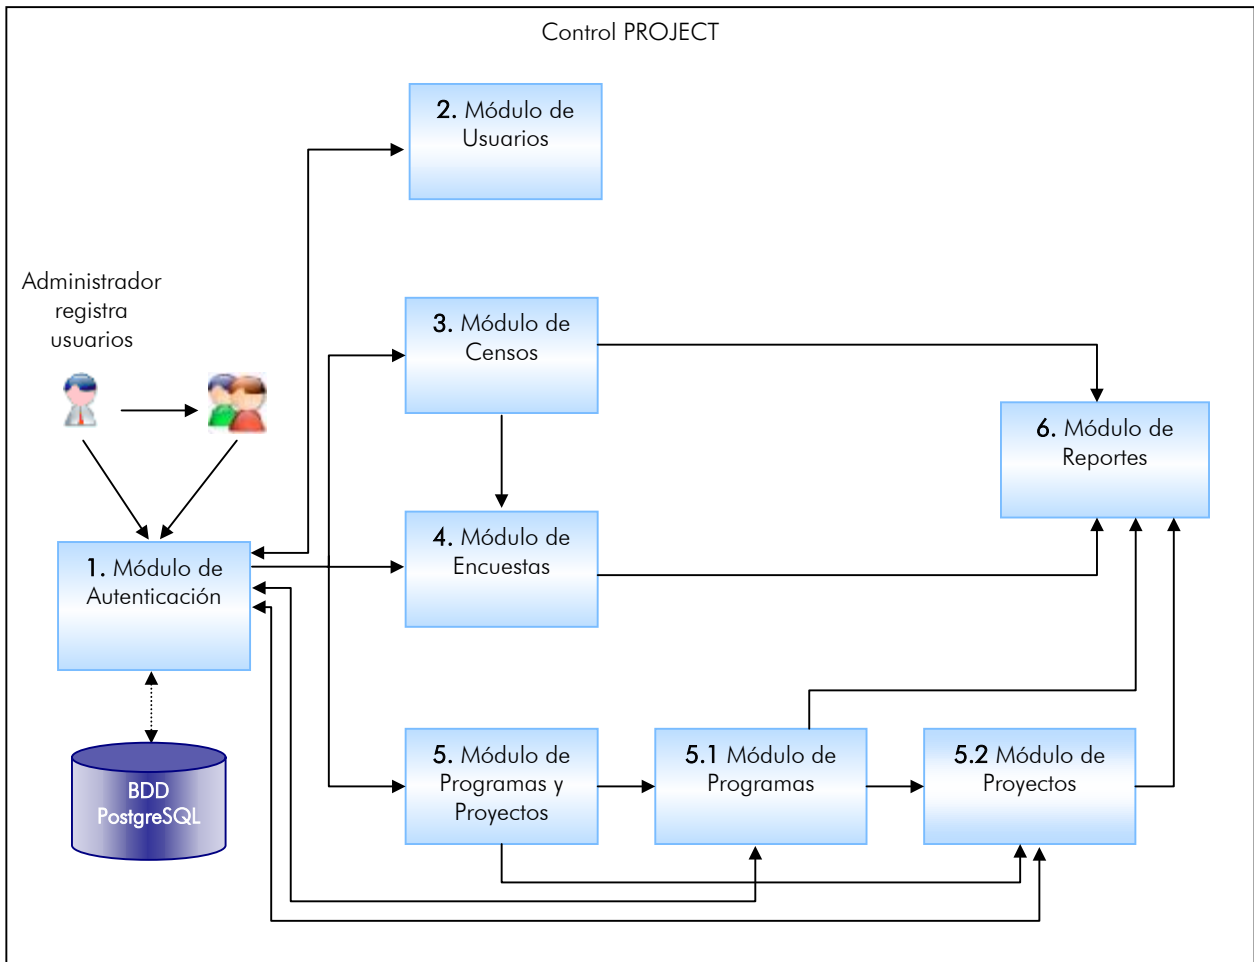 Control PROJECT
2. Módulo de
Usuarios
Administrador
registra
usuarios
3. Módulo de
Censos
6. Módulo de
Reportes
4. Módulo de
Encuestas
1. Módulo de
Autenticación
5. Módulo de
Programas y
Proyectos
5.1 Módulo de
Programas
5.2 Módulo de
Proyectos
BDD
PostgreSQL